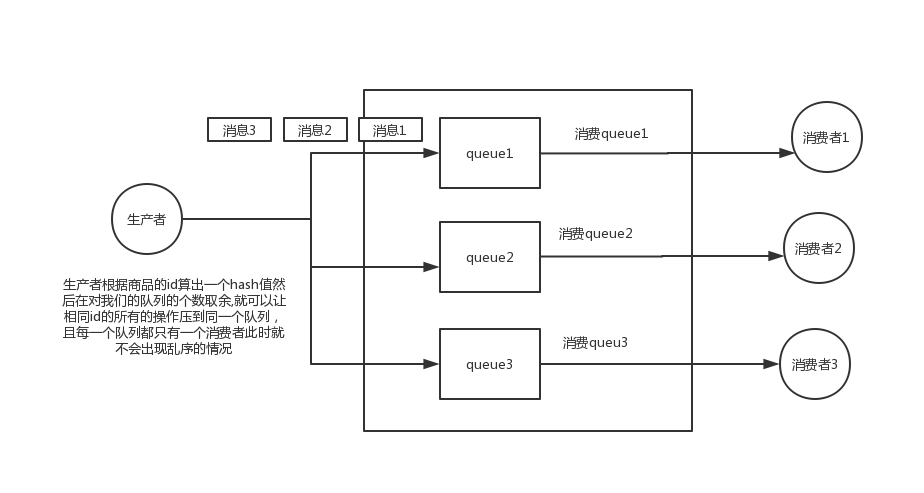 消息3
消息2
消息1
生产者
queue1
消费queue1
消费者1
queue2
消费queue2
消费者2
queue3
消费queu3
消费者3
生产者根据商品的id算出一个hash值然
后在对我们的队列的个数取余,就可以让
相同id的所有的操作压到同一个队列，
且每一个队列都只有一个消费者此时就
不会出现乱序的情况